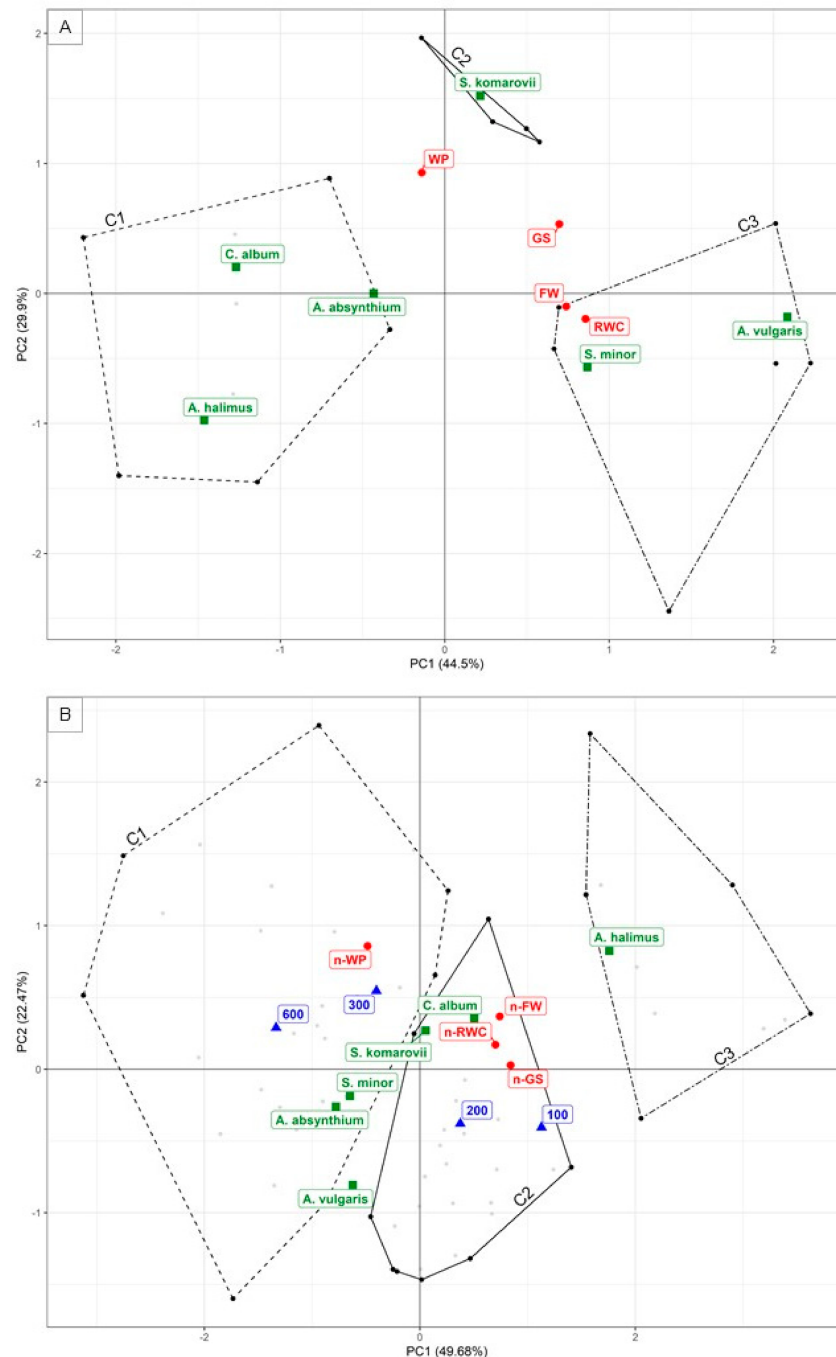 A
2
C2
S. komarovii
WP
1
C1
C3
GS
C. album
FW
0
A. absynthium
RWC
A. vulgaris
S. minor
A. halimus
-1
-2
PC2 (29.9%)
-2
-1
0
1
2
PC1 (44.5%)
B
2
C1
1
n-WP
A. halimus
300
C. album
n-FW
600
n-RWC
S. komarovii
C3
0
n-GS
S. minor
A. absynthium
200
100
A. vulgaris
C2
-1
PC2 (22.47%)
-2
0
2
PC1 (49.68%)